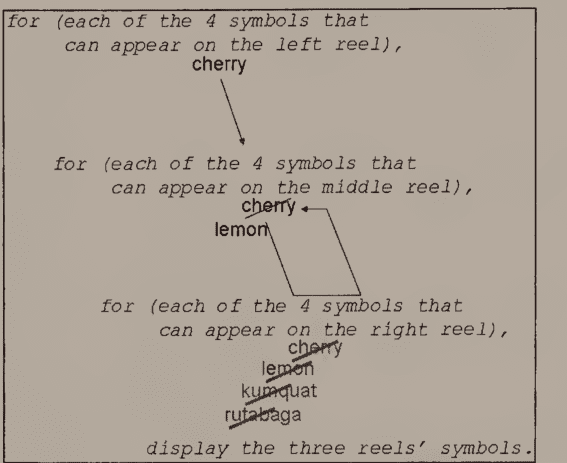 for (each of the 4 symbols that
can appear on the left reel),
cherry
for (each of the 4 symbols that
can appear on the middle reel),
cherry
lemon
for (each of the 4 symbols that
can appear on the right reel),
cherry
lemon
kumquat
rutabaga
display the three reels' symbols.